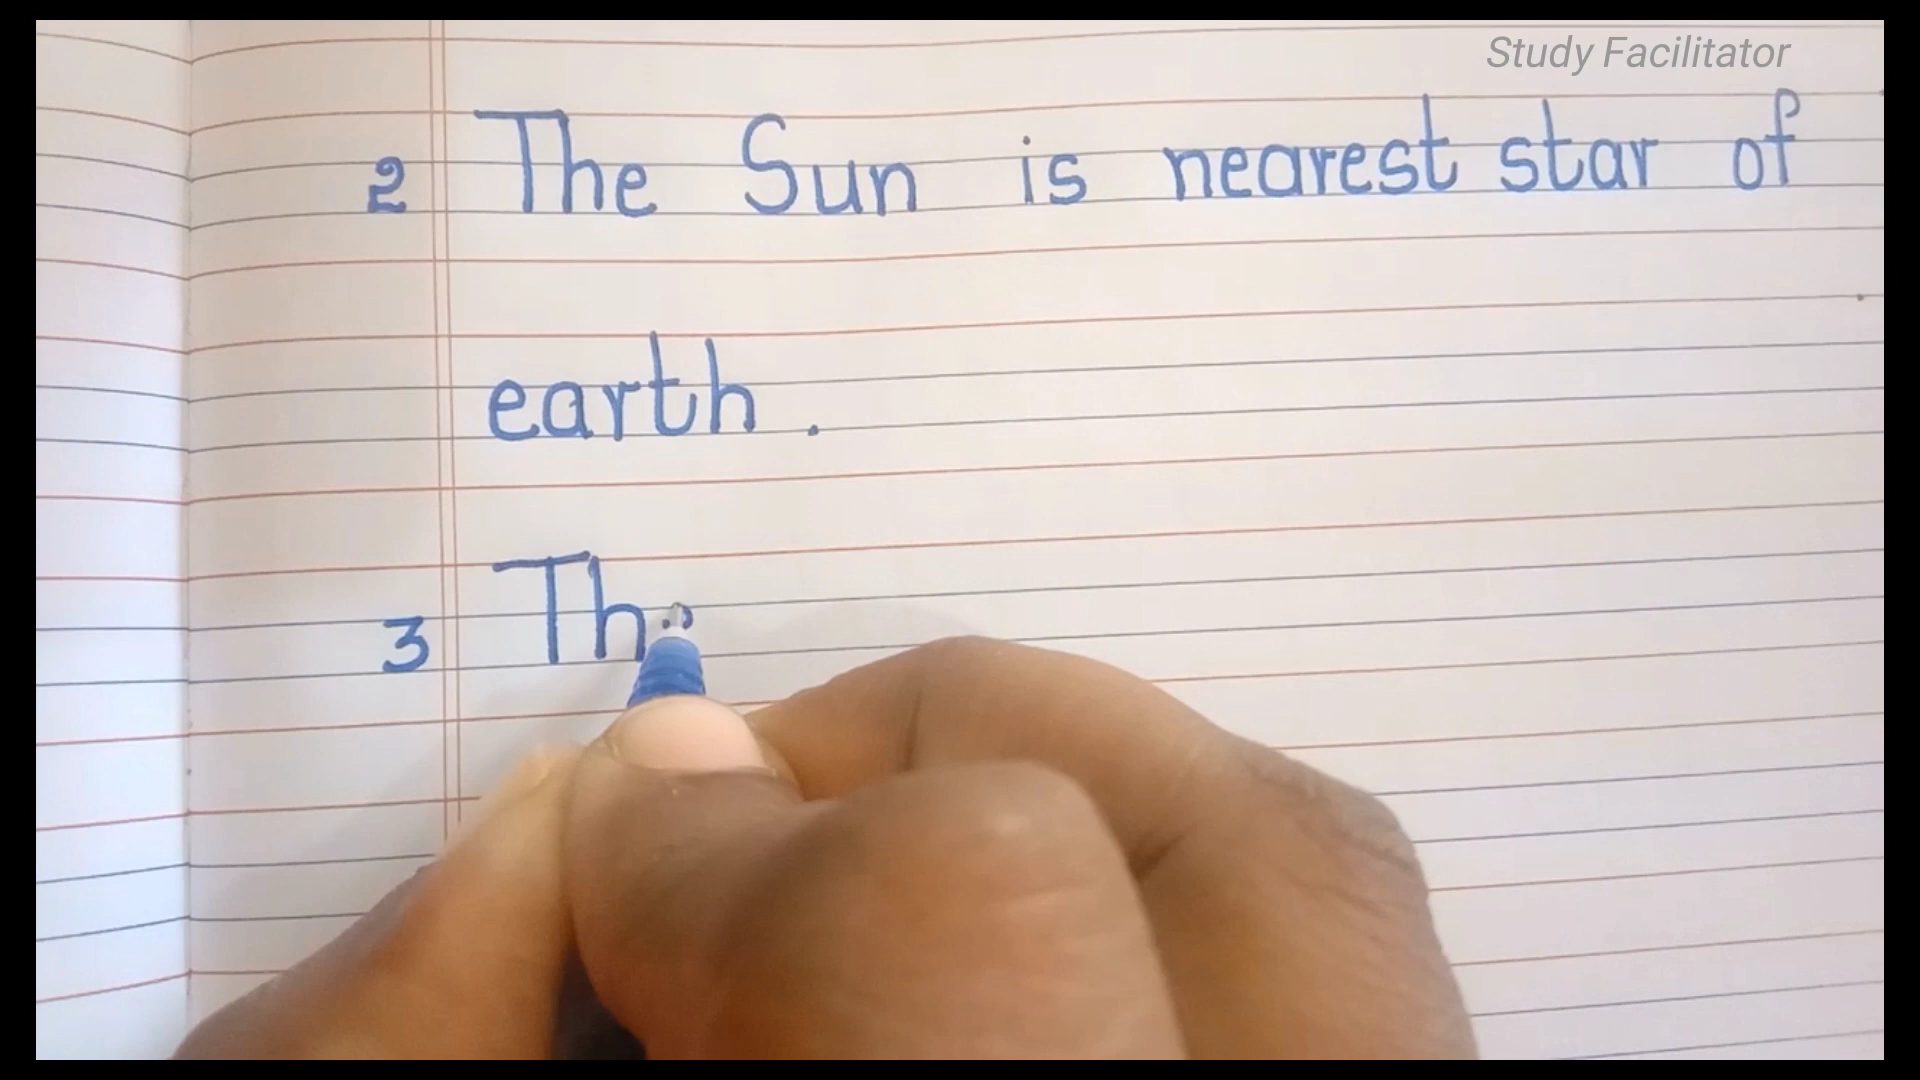 Study Facilitator
2 The Sun is nearest star of
earth .
3 Th